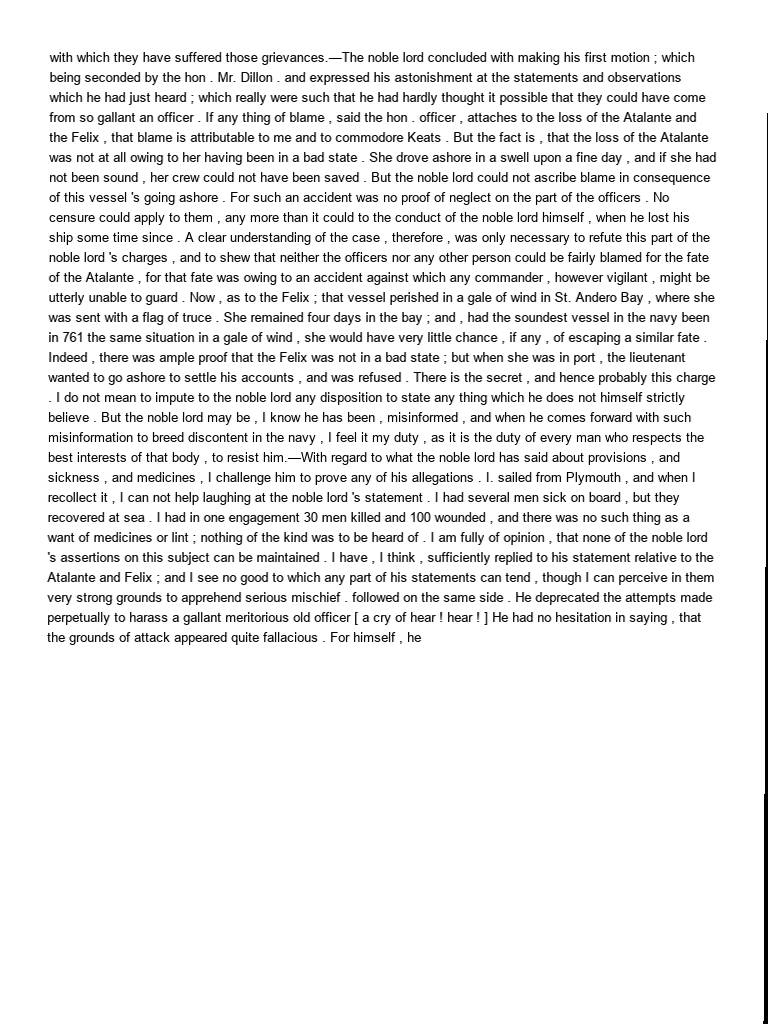 with which they have suffered those grievances.—The noble lord concluded with making his first motion ; which
being seconded by the hon . Mr. Dillon . and expressed his astonishment at the statements and observations
which he had just heard ; which really were such that he had hardly thought it possible that they could have come
from so gallant an officer . If any thing of blame , said the hon . officer , attaches to the loss of the Atalante and
the Felix , that blame is attributable to me and to commodore Keats . But the fact is , that the loss of the Atalante
was not at all owing to her having been in a bad state . She drove ashore in a swell upon a fine day , and if she had
not been sound , her crew could not have been saved . But the noble lord could not ascribe blame in consequence
of this vessel 's going ashore . For such an accident was no proof of neglect on the part of the officers . No
censure could apply to them , any more than it could to the conduct of the noble lord himself , when he lost his
ship some time since . A clear understanding of the case , therefore , was only necessary to refute this part of the
noble lord 's charges , and to shew that neither the officers nor any other person could be fairly blamed for the fate
of the Atalante , for that fate was owing to an accident against which any commander , however vigilant , might be
utterly unable to guard . Now , as to the Felix ; that vessel perished in a gale of wind in St. Andero Bay , where she
was sent with a flag of truce . She remained four days in the bay ; and , had the soundest vessel in the navy been
in 761 the same situation in a gale of wind , she would have very little chance , if any , of escaping a similar fate .
Indeed , there was ample proof that the Felix was not in a bad state ; but when she was in port , the lieutenant
wanted to go ashore to settle his accounts , and was refused . There is the secret , and hence probably this charge
. I do not mean to impute to the noble lord any disposition to state any thing which he does not himself strictly
believe . But the noble lord may be , I know he has been , misinformed , and when he comes forward with such
misinformation to breed discontent in the navy , I feel it my duty , as it is the duty of every man who respects the
best interests of that body , to resist him.—With regard to what the noble lord has said about provisions , and
sickness , and medicines , I challenge him to prove any of his allegations . I. sailed from Plymouth , and when I
recollect it , I can not help laughing at the noble lord 's statement . I had several men sick on board , but they
recovered at sea . I had in one engagement 30 men killed and 100 wounded , and there was no such thing as a
want of medicines or lint ; nothing of the kind was to be heard of . I am fully of opinion , that none of the noble lord
's assertions on this subject can be maintained . I have , I think , sufficiently replied to his statement relative to the
Atalante and Felix ; and I see no good to which any part of his statements can tend , though I can perceive in them
very strong grounds to apprehend serious mischief . followed on the same side . He deprecated the attempts made
perpetually to harass a gallant meritorious old officer [ a cry of hear ! hear ! ] He had no hesitation in saying , that
the grounds of attack appeared quite fallacious . For himself , he